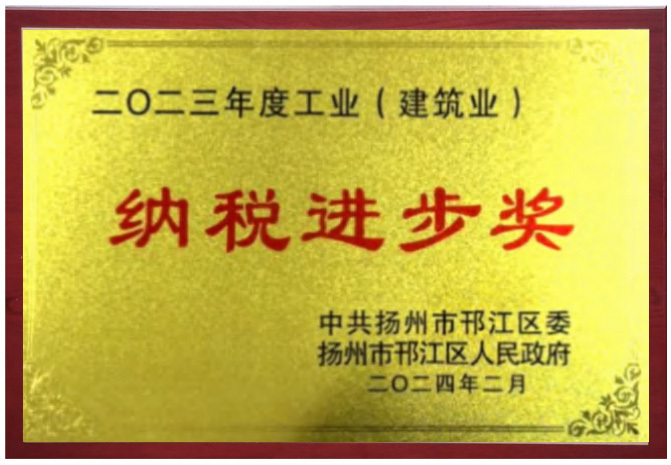 二〇二三年度工业（建筑业）
纳税进步奖
中共扬州市邗江区委
扬州市邗江区人民政府
二〇二四年二月